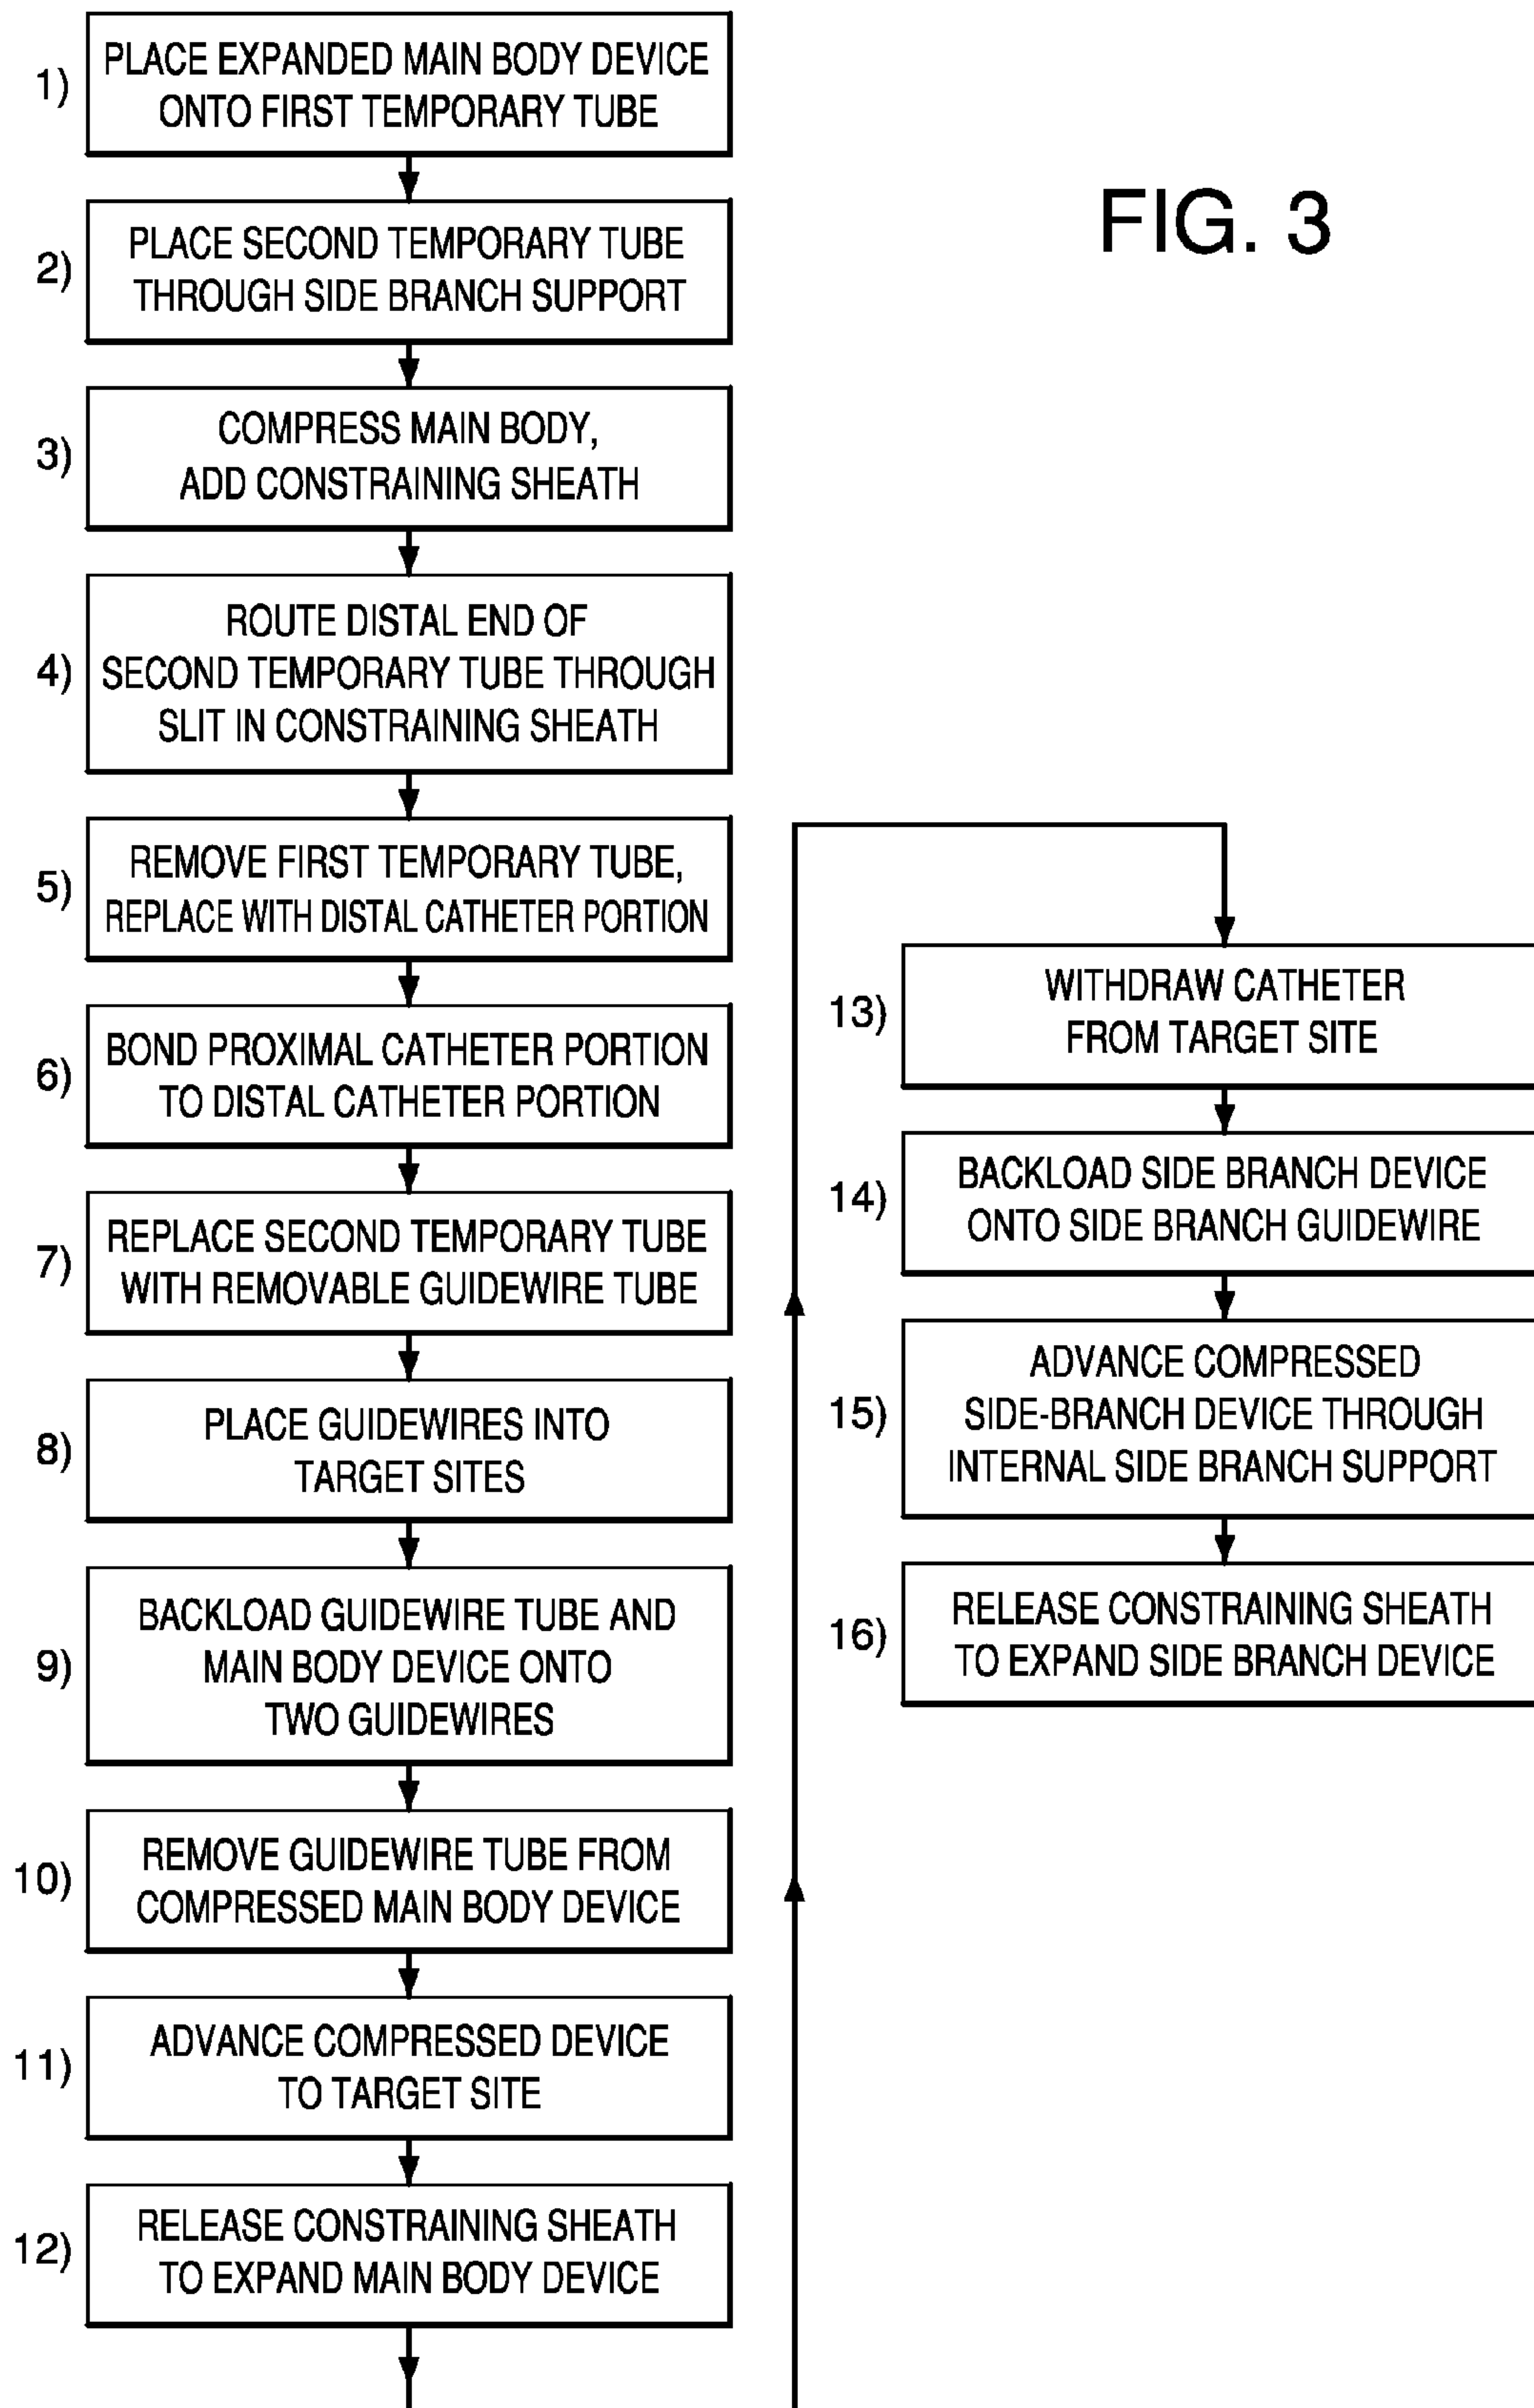 FIG. 3
1)
PLACE EXPANDED MAIN BODY DEVICE
ONTO FIRST TEMPORARY TUBE
2)
PLACE SECOND TEMPORARY TUBE
THROUGH SIDE BRANCH SUPPORT
3)
COMPRESS MAIN BODY,
ADD CONSTRAINING SHEATH
4)
ROUTE DISTAL END OF
SECOND TEMPORARY TUBE THROUGH
SLIT IN CONSTRAINING SHEATH
5)
REMOVE FIRST TEMPORARY TUBE,
REPLACE WITH DISTAL CATHETER PORTION
6)
BOND PROXIMAL CATHETER PORTION
TO DISTAL CATHETER PORTION
7)
REPLACE SECOND TEMPORARY TUBE
WITH REMOVABLE GUIDEWIRE TUBE
8)
PLACE GUIDEWIRES INTO
TARGET SITES
9)
BACKLOAD GUIDEWIRE TUBE AND
MAIN BODY DEVICE ONTO
TWO GUIDEWIRES
10)
REMOVE GUIDEWIRE TUBE FROM
COMPRESSED MAIN BODY DEVICE
11)
ADVANCE COMPRESSED DEVICE
TO TARGET SITE
12)
RELEASE CONSTRAINING SHEATH
TO EXPAND MAIN BODY DEVICE
13)
WITHDRAW CATHETER
FROM TARGET SITE
14)
BACKLOAD SIDE BRANCH DEVICE
ONTO SIDE BRANCH GUIDEWIRE
15)
ADVANCE COMPRESSED
SIDE-BRANCH DEVICE THROUGH
INTERNAL SIDE BRANCH SUPPORT
16)
RELEASE CONSTRAINING SHEATH
TO EXPAND SIDE BRANCH DEVICE